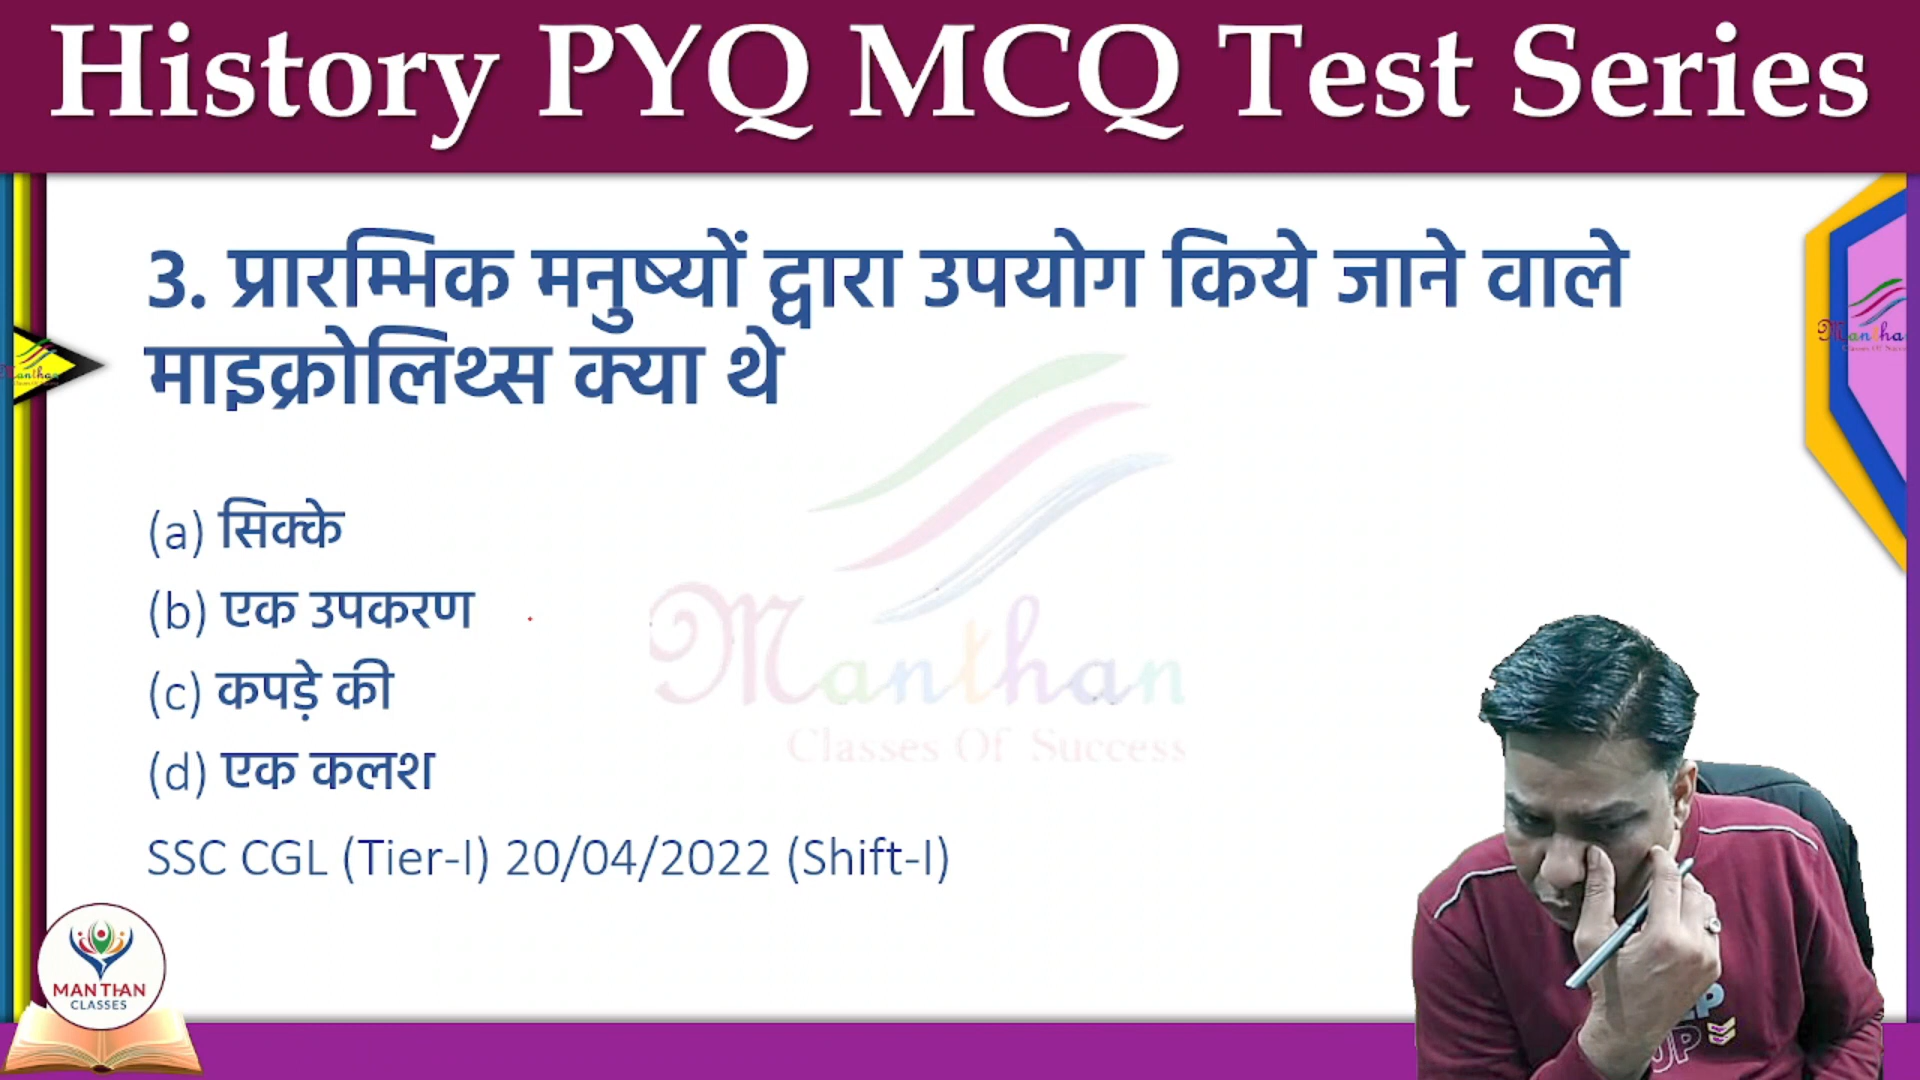 History PYQ MCQ Test Series
3. प्रारम्भिक मनुष्यों द्वारा उपयोग किये जाने वाले
माइक्रोलिथ्स क्या थे
(a) सिक्के
(b) एक उपकरण
(c) कपड़े की
(d) एक कलश
SSC CGL (Tier-I) 20/04/2022 (Shift-I)
Manthan
Classes Of Success
MANTHAN
CLASSES